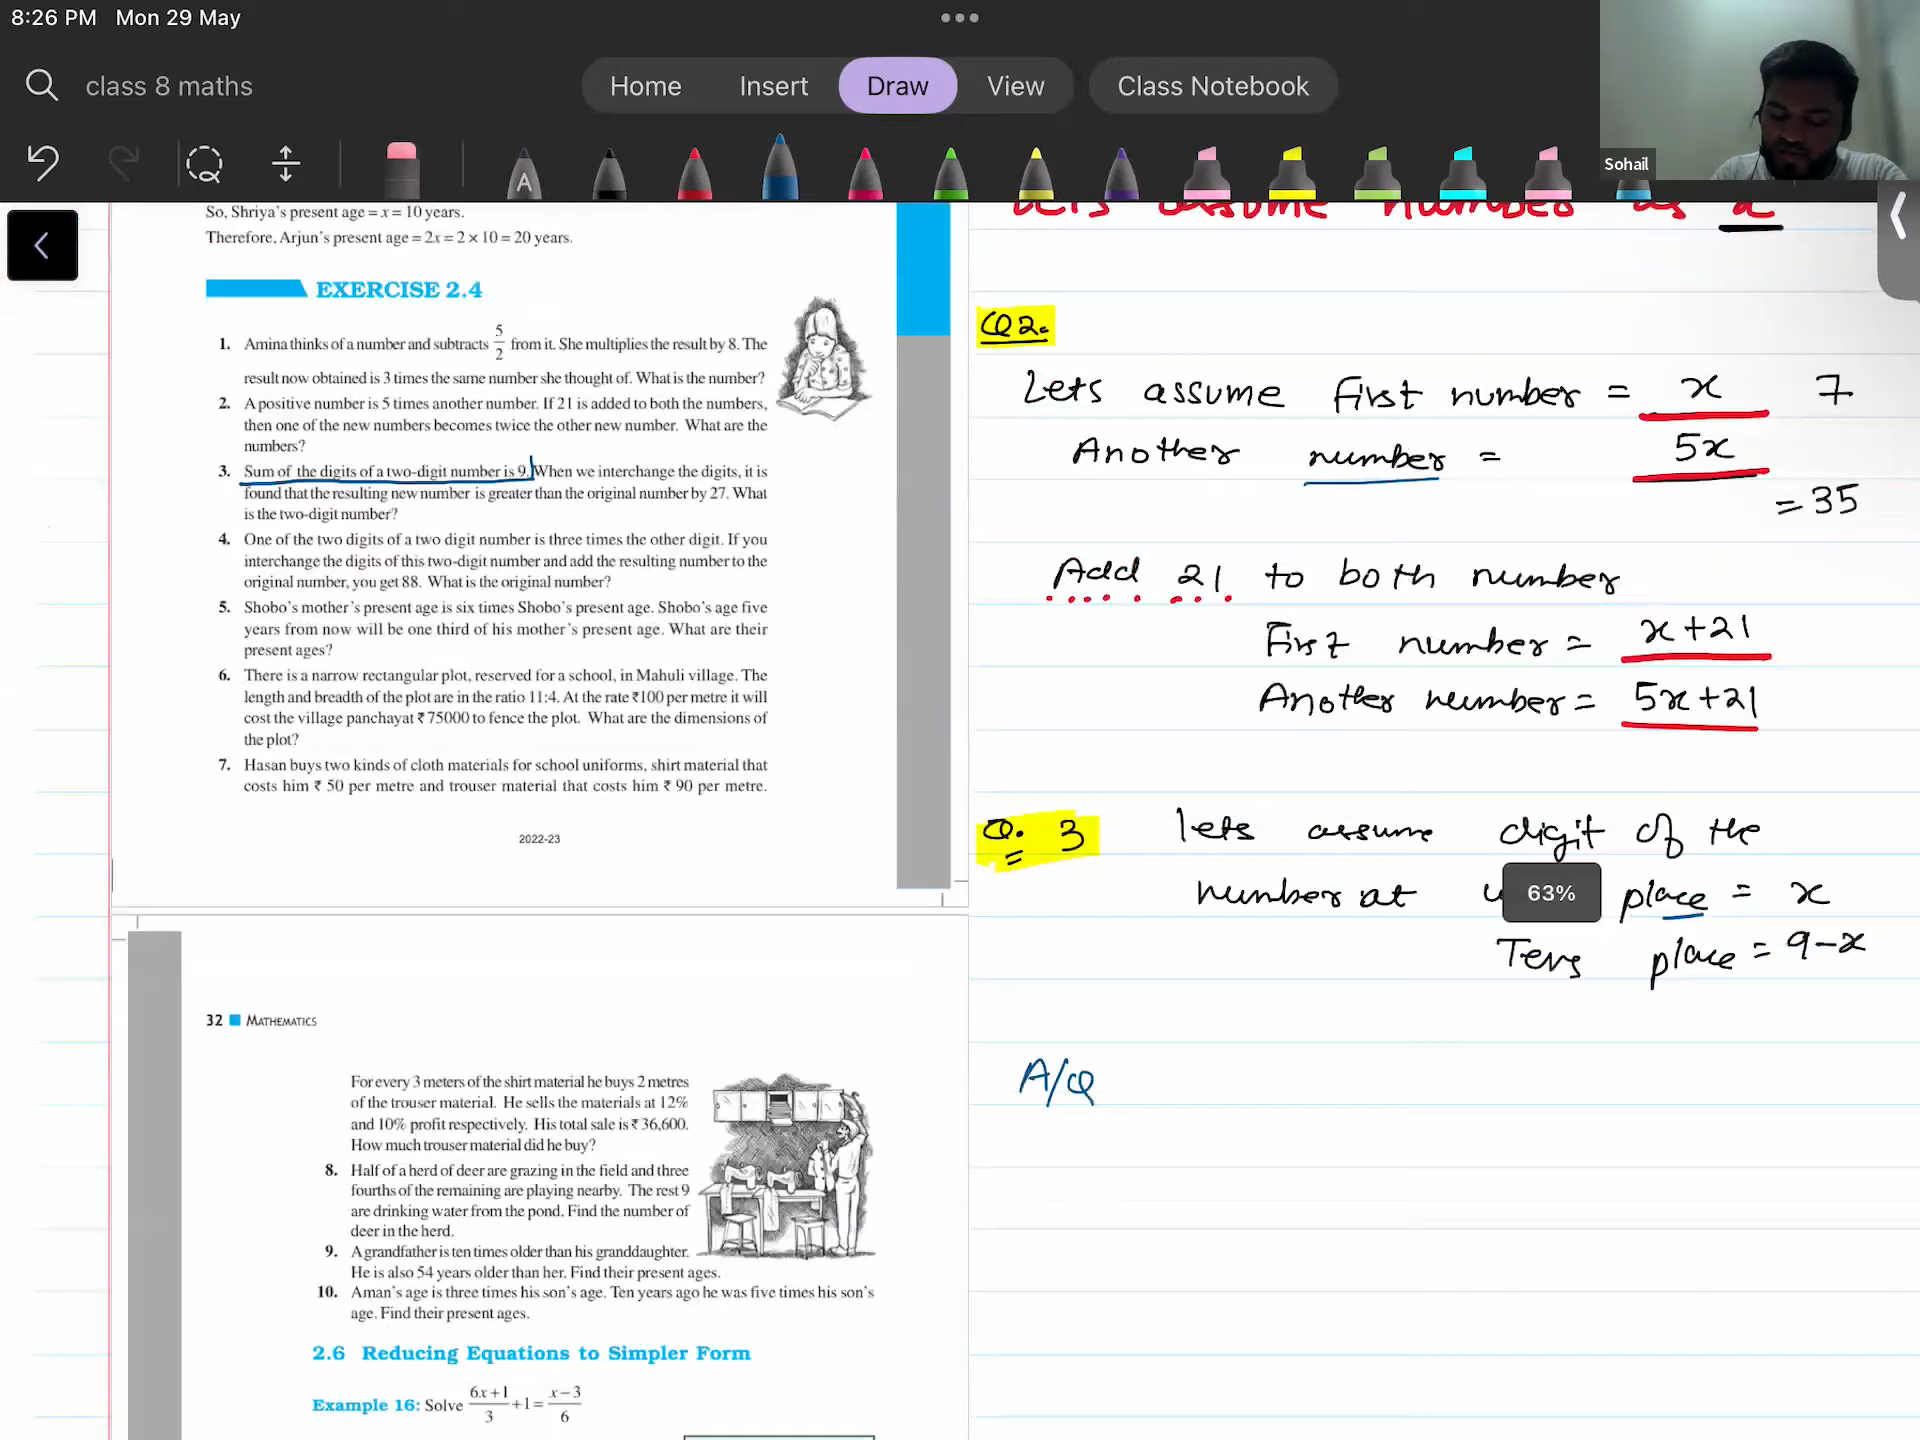 8:26 PM Mon 29 May
Sohail
class 8 maths
Home Insert Draw View Class Notebook
A
So, Shriya's present age = x = 10 years.
Therefore, Arjun's present age = 2x = 2 × 10 = 20 years.
EXERCISE 2.4
1. Amina thinks of a number and subtracts 5/2 from it. She multiplies the result by 8. The
result now obtained is 3 times the same number she thought of. What is the number?
2. A positive number is 5 times another number. If 21 is added to both the numbers,
then one of the new numbers becomes twice the other new number. What are the
numbers?
3. Sum of the digits of a two-digit number is 9. When we interchange the digits, it is
found that the resulting new number is greater than the original number by 27. What
is the two-digit number?
4. One of the two digits of a two digit number is three times the other digit. If you
interchange the digits of this two-digit number and add the resulting number to the
original number, you get 88. What is the original number?
5. Shobo's mother's present age is six times Shobo's present age. Shobo's age five
years from now will be one third of his mother's present age. What are their
present ages?
6. There is a narrow rectangular plot, reserved for a school, in Mahuli village. The
length and breadth of the plot are in the ratio 11:4. At the rate ₹100 per metre it will
cost the village panchayat ₹ 75000 to fence the plot. What are the dimensions of
the plot?
7. Hasan buys two kinds of cloth materials for school uniforms, shirt material that
costs him ₹ 50 per metre and trouser material that costs him ₹ 90 per metre.
2022-23
32 MATHEMATICS
For every 3 meters of the shirt material he buys 2 metres
of the trouser material. He sells the materials at 12%
and 10% profit respectively. His total sale is ₹ 36,600.
How much trouser material did he buy?
8. Half of a herd of deer are grazing in the field and three
fourths of the remaining are playing nearby. The rest 9
are drinking water from the pond. Find the number of
deer in the herd.
9. A grandfather is ten times older than his granddaughter.
He is also 54 years older than her. Find their present ages.
10. Aman's age is three times his son's age. Ten years ago he was five times his son's
age. Find their present ages.
2.6 Reducing Equations to Simpler Form
Example 16: Solve (6x+1)/3 + 1 = (x−3)/6
Lets assume number as x
Q2.
Lets assume First number = x 7
Another number = 5x
= 35
Add 21 to both number
First number = x+21
Another number = 5x+21
Q. 3 lets assume digit of the
number at place = x
63%
Tens place = 9-x
A/Q